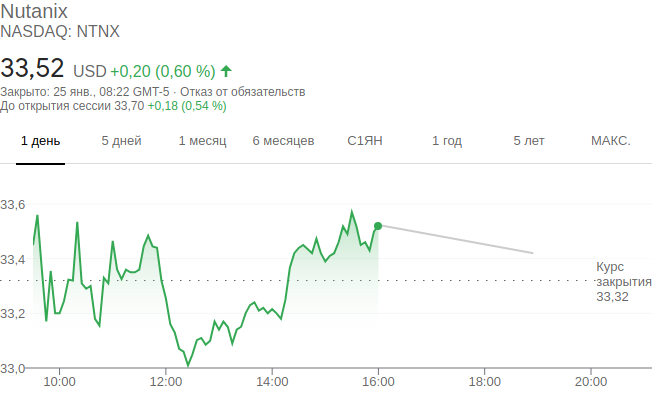 Nutanix
NASDAQ: NTNX
33,52 USD +0,20 (0,60 %)
Закрыто: 25 янв., 08:22 GMT-5 · Отказ от обязательств
До открытия сессии 33,70 +0,18 (0,54 %)
1 день 5 дней 1 месяц 6 месяцев С1ЯН 1 год 5 лет МАКС.
33,6
33,4
Курс
закрытия
33,32
33,2
33,0
10:00 12:00 14:00 16:00 18:00 20:00